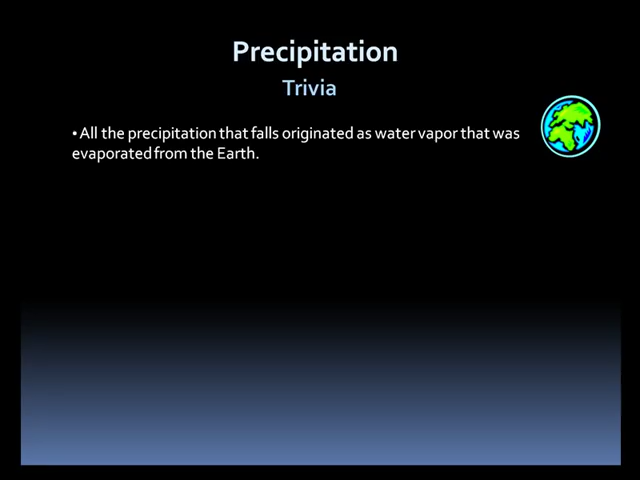 Precipitation
Trivia
• All the precipitation that falls originated as water vapor that was
evaporated from the Earth.